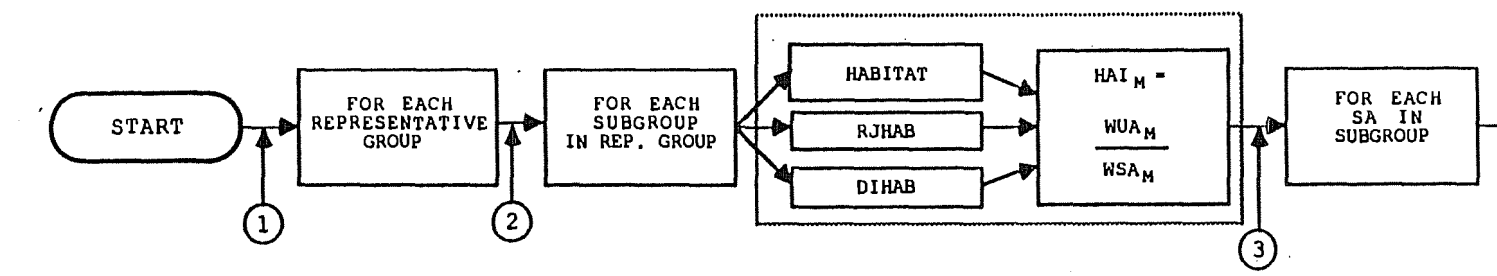 START
FOR EACH
REPRESENTATIVE
GROUP
FOR EACH
SUBGROUP
IN REP. GROUP
HABITAT
RJHAB
DIHAB
HAI M =
WUA M
WSA M
FOR EACH
SA IN
SUBGROUP
1
2
3